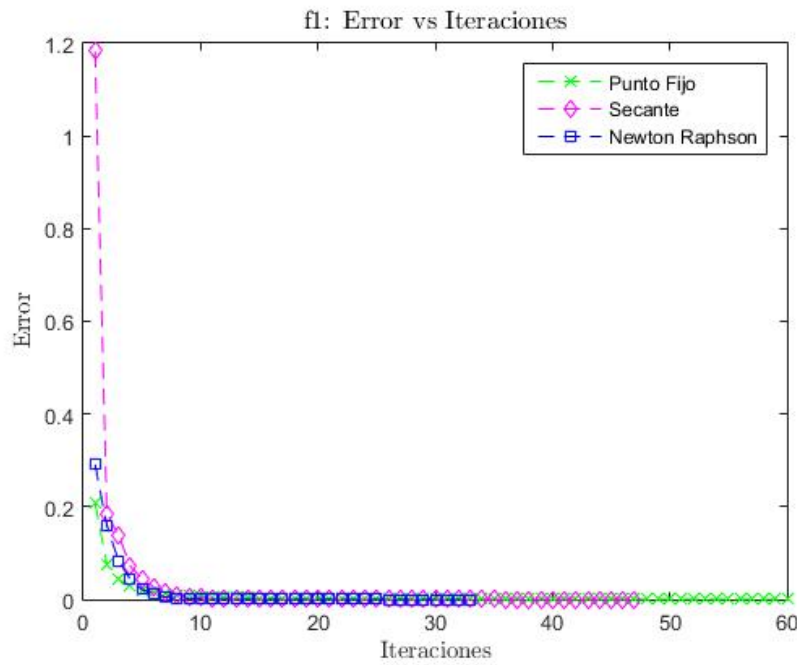 f1: Error vs Iteraciones
1.2
1
0.8
0.6
0.4
0.2
0
Error
Punto Fijo
Secante
Newton Raphson
0 10 20 30 40 50 60
Iteraciones